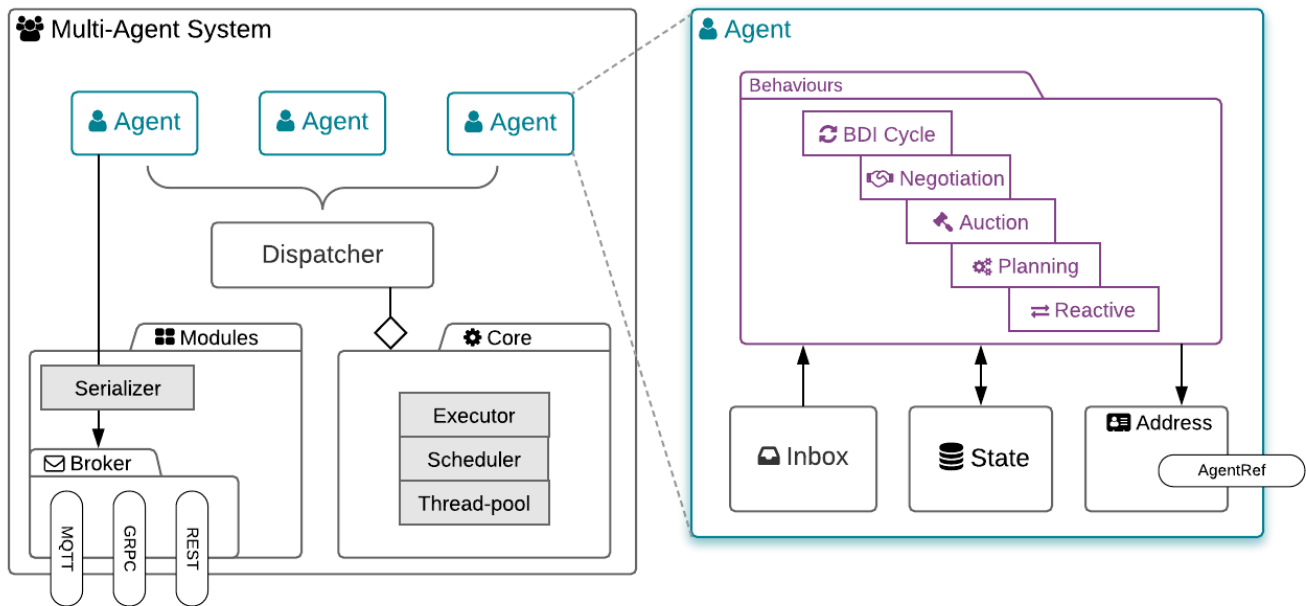 Multi-Agent System
Agent
Agent
Agent
Dispatcher
Modules
Serializer
Broker
MQTT
GRPC
REST
Core
Executor
Scheduler
Thread-pool
Agent
Behaviours
BDI Cycle
Negotiation
Auction
Planning
Reactive
Inbox
State
Address
AgentRef